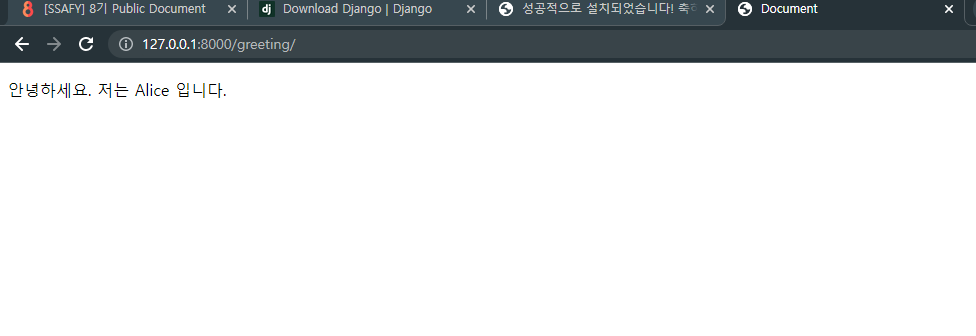 [SSAFY] 8기 Public Document
Download Django | Django
성공적으로 설치되었습니다! 축하
Document
127.0.0.1:8000/greeting/
안녕하세요. 저는 Alice 입니다.